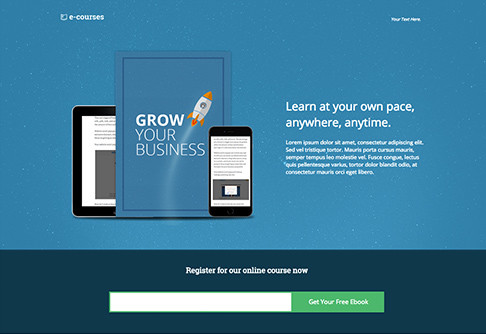 e-courses
Your Text Here.
GROW
YOUR
BUSINESS
Learn at your own pace,
anywhere, anytime.
Lorem ipsum dolor sit amet, consectetur adipiscing elit.
Sed vel tristique tortor. Mauris porta cursus mauris,
semper tempus leo molestie vel. Fusce congue, lectus
quis pellentesque varius, tortor dolor blandit odio, at
consectetur mauris orci eget libero.
Register for our online course now
Get Your Free Ebook